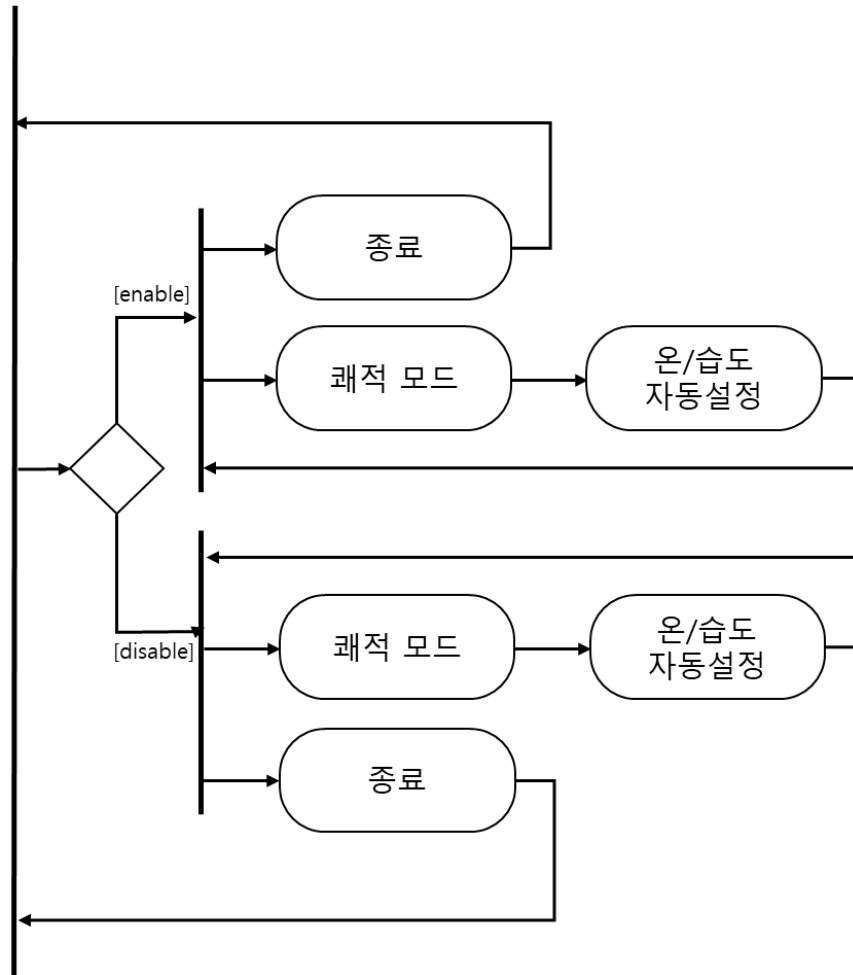 종료
[enable]
쾌적 모드
온/습도
자동설정
쾌적 모드
온/습도
자동설정
[disable]
종료